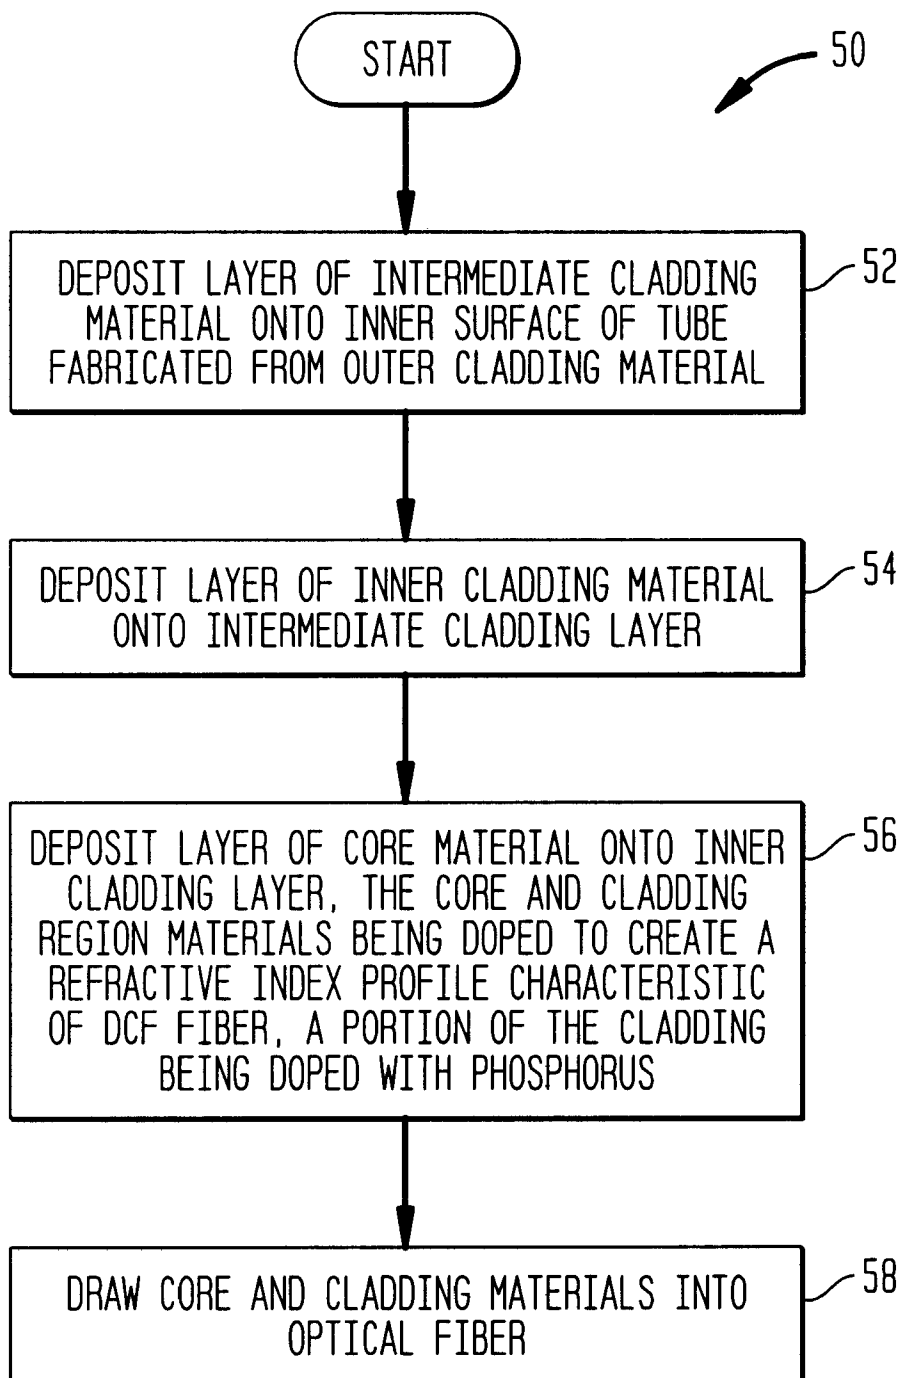 START
50
DEPOSIT LAYER OF INTERMEDIATE CLADDING
MATERIAL ONTO INNER SURFACE OF TUBE
FABRICATED FROM OUTER CLADDING MATERIAL
52
DEPOSIT LAYER OF INNER CLADDING MATERIAL
ONTO INTERMEDIATE CLADDING LAYER
54
DEPOSIT LAYER OF CORE MATERIAL ONTO INNER
CLADDING LAYER, THE CORE AND CLADDING
REGION MATERIALS BEING DOPED TO CREATE A
REFRACTIVE INDEX PROFILE CHARACTERISTIC
OF DCF FIBER, A PORTION OF THE CLADDING
BEING DOPED WITH PHOSPHORUS
56
DRAW CORE AND CLADDING MATERIALS INTO
OPTICAL FIBER
58